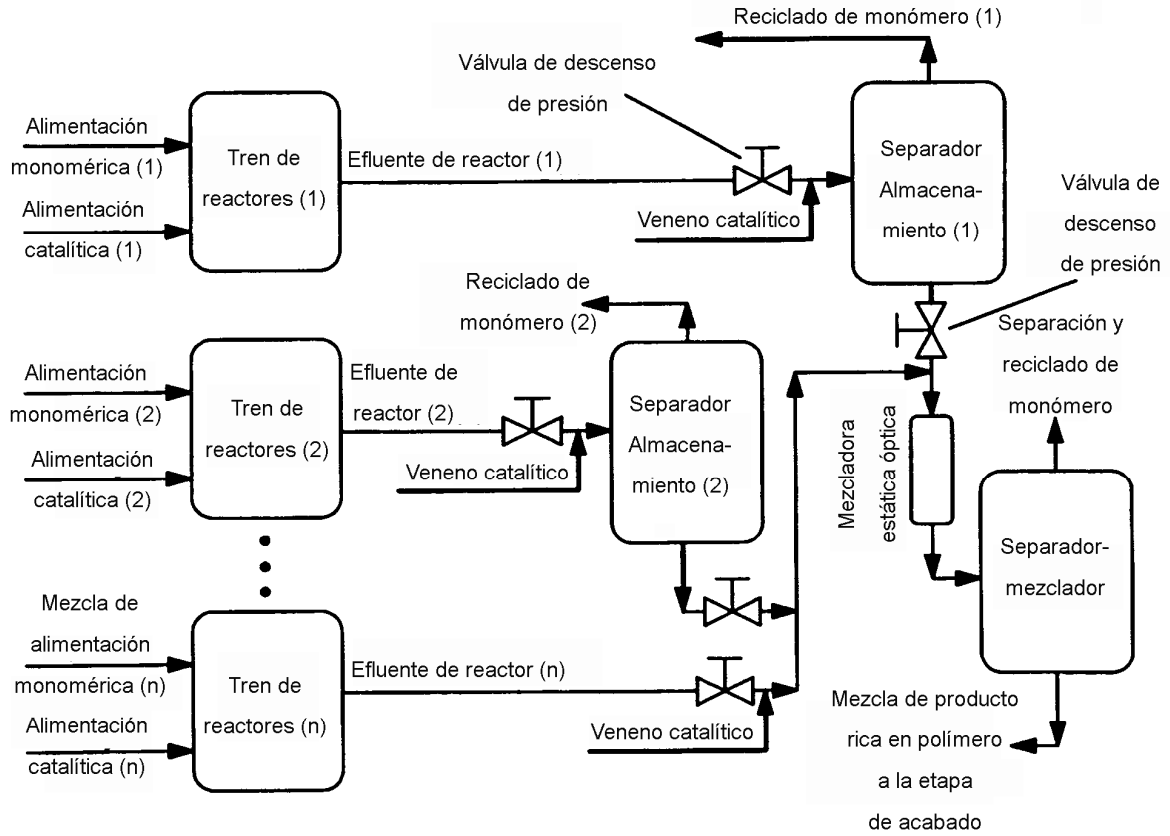 Reciclado de monómero (1)
Válvula de descenso
de presión
Alimentación
monomérica (1)
Alimentación
catalítica (1)
Tren de
reactores (1)
Efluente de reactor (1)
Veneno catalítico
Separador
Almacena-
miento (1)
Válvula de
descenso
de presión
Reciclado de
monómero (2)
Separación y
reciclado de
monómero
Alimentación
monomérica (2)
Alimentación
catalítica (2)
Tren de
reactores (2)
Efluente de
reactor (2)
Veneno catalítico
Separador
Almacena-
miento (2)
Mezcladora
estática óptica
Separador-
mezclador
Mezcla de
alimentación
monomérica (n)
Alimentación
catalítica (n)
Tren de
reactores (n)
Efluente de reactor (n)
Veneno catalítico
Mezcla de producto
rica en polímero
a la etapa
de acabado